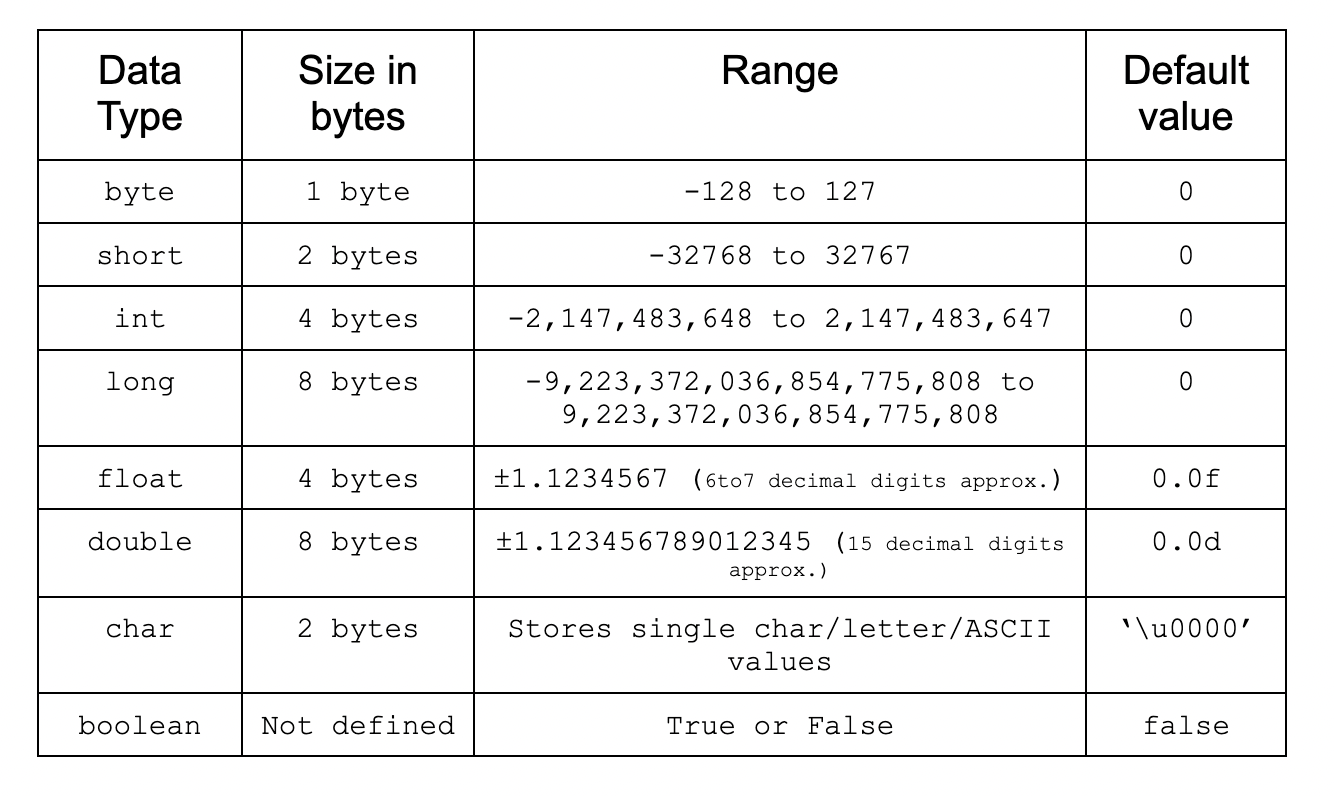 Data
Type
Size in
bytes
Range
Default
value
byte
1 byte
-128 to 127
0
short
2 bytes
-32768 to 32767
0
int
4 bytes
-2,147,483,648 to 2,147,483,647
0
long
8 bytes
-9,223,372,036,854,775,808 to
9,223,372,036,854,775,808
0
float
4 bytes
±1.1234567 (6to7 decimal digits approx.)
0.0f
double
8 bytes
±1.123456789012345 (15 decimal digits
approx.)
0.0d
char
2 bytes
Stores single char/letter/ASCII
values
‘\u0000’
boolean
Not defined
True or False
false